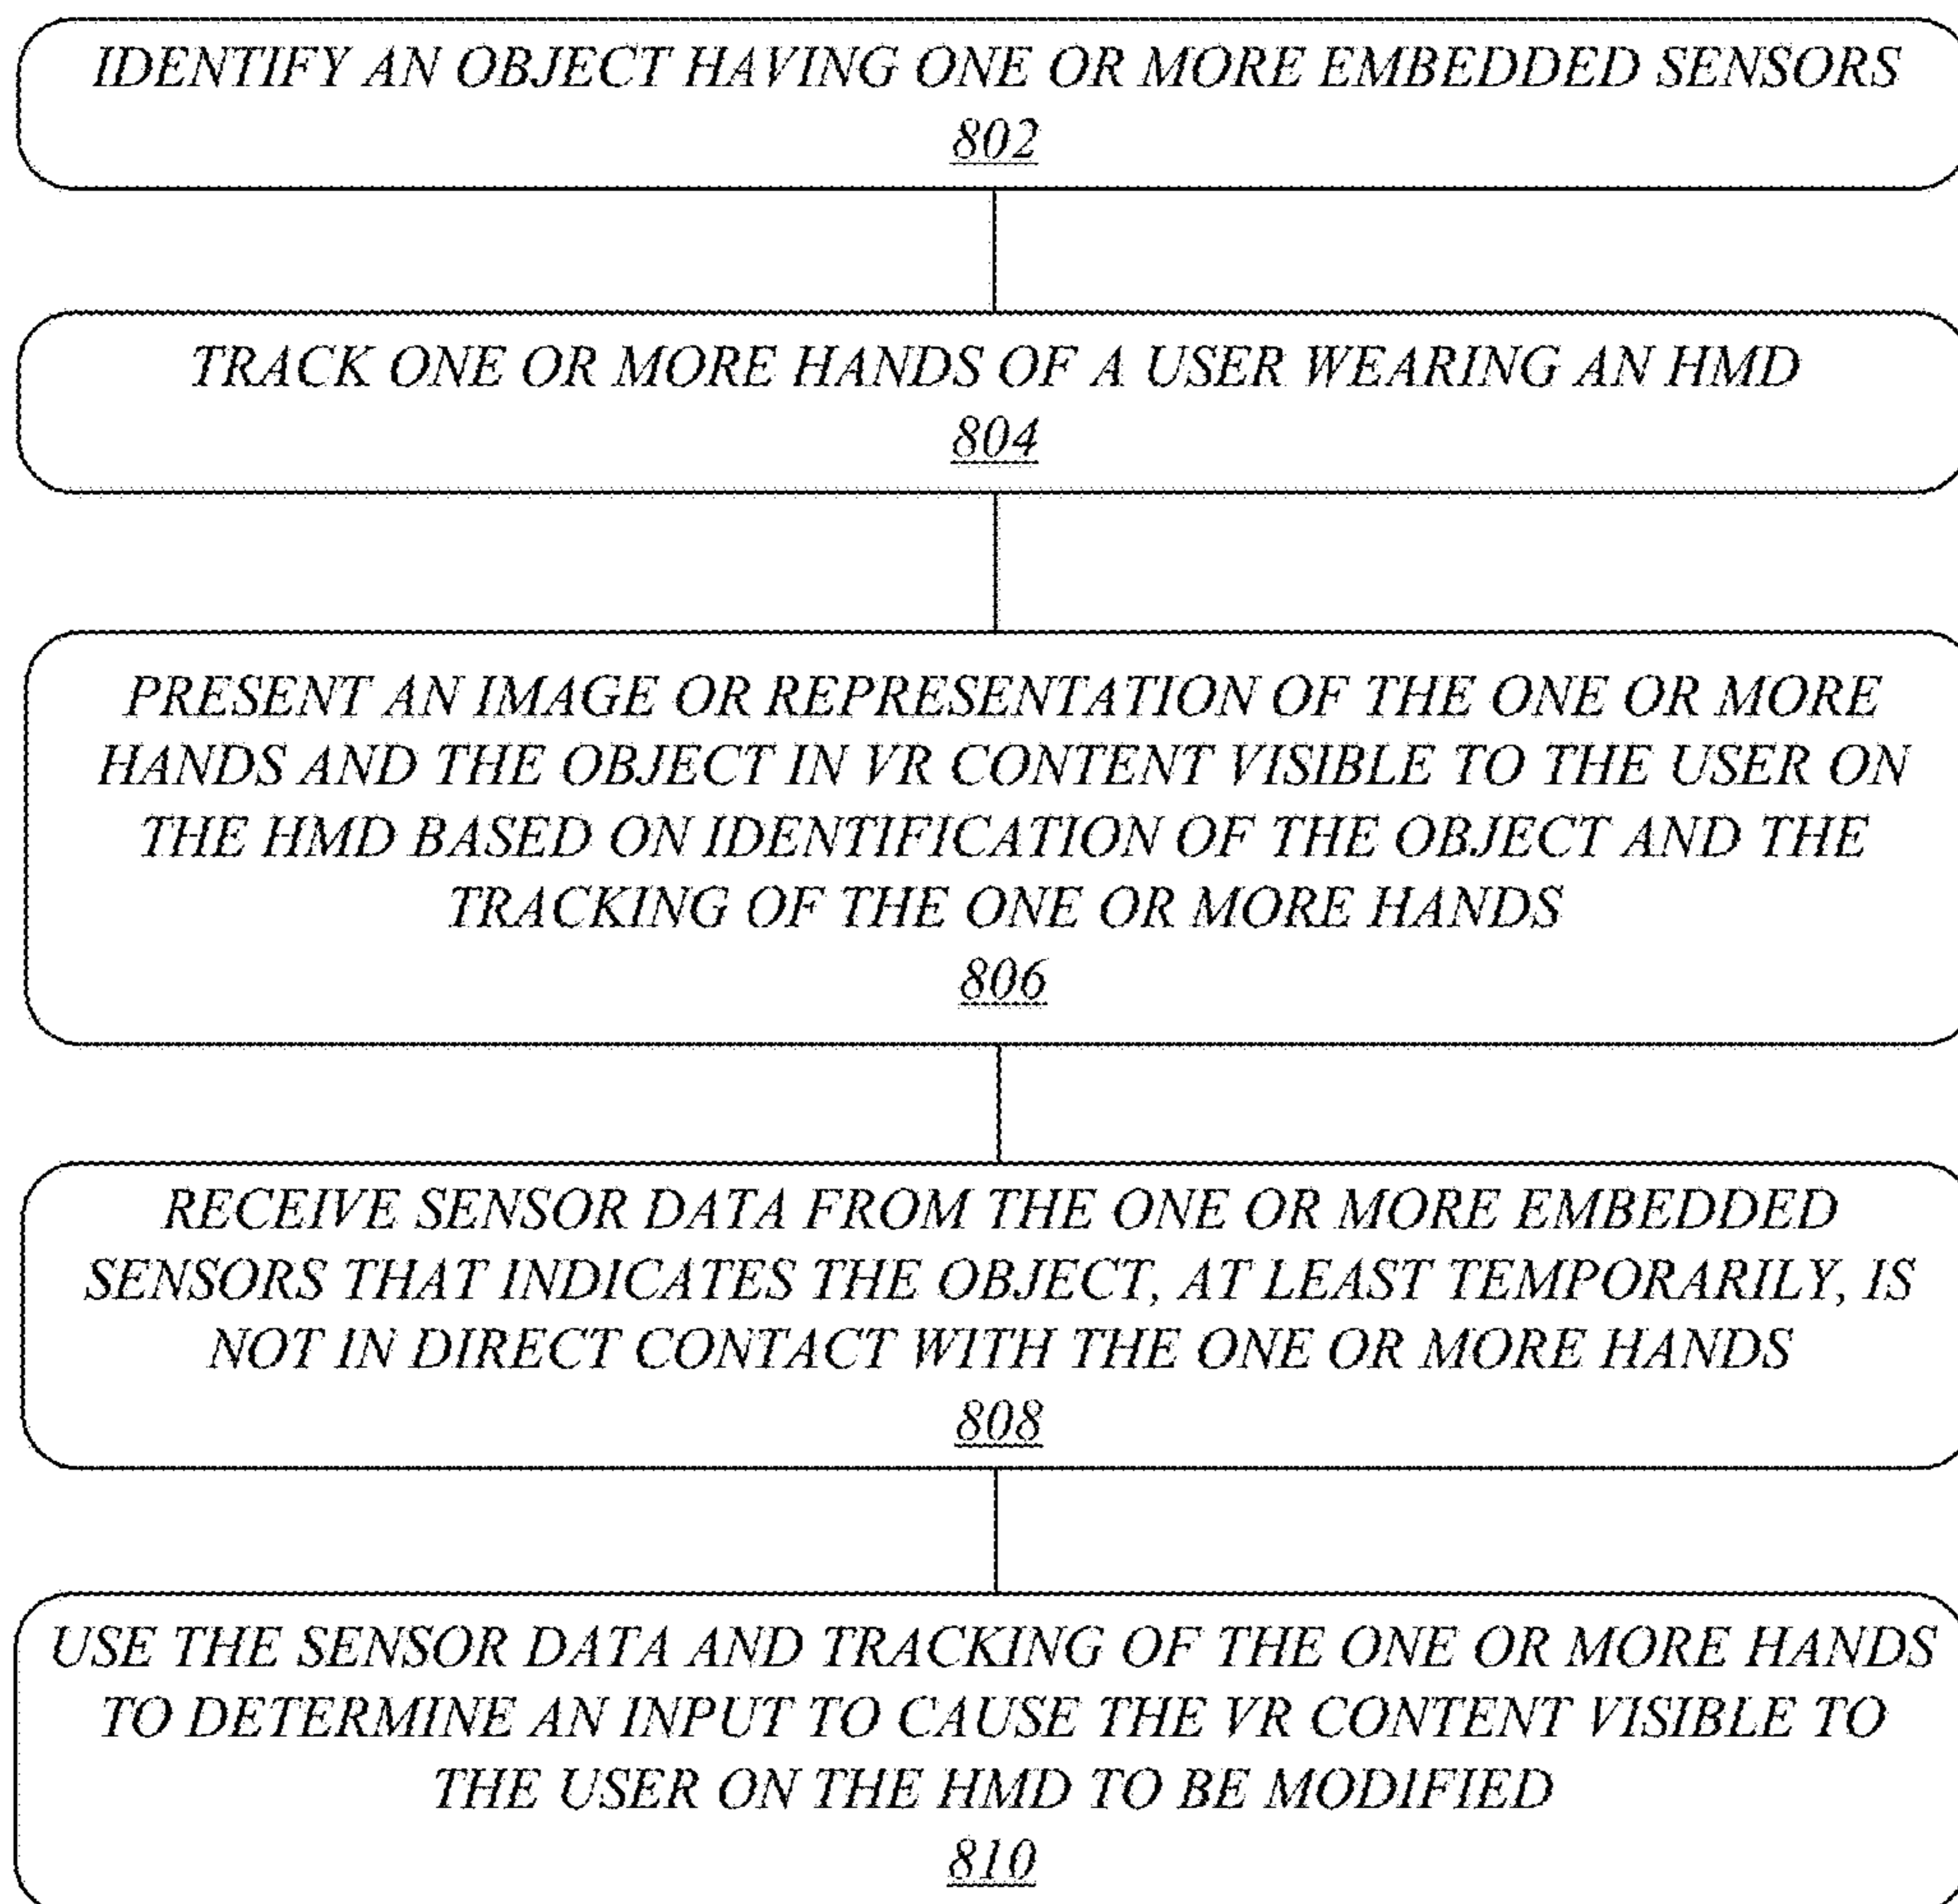 IDENTIFY AN OBJECT HAVING ONE OR MORE EMBEDDED SENSORS
802
TRACK ONE OR MORE HANDS OF A USER WEARING AN HMD
804
PRESENT AN IMAGE OR REPRESENTATION OF THE ONE OR MORE
HANDS AND THE OBJECT IN VR CONTENT VISIBLE TO THE USER ON
THE HMD BASED ON IDENTIFICATION OF THE OBJECT AND THE
TRACKING OF THE ONE OR MORE HANDS
806
RECEIVE SENSOR DATA FROM THE ONE OR MORE EMBEDDED
SENSORS THAT INDICATES THE OBJECT, AT LEAST TEMPORARILY, IS
NOT IN DIRECT CONTACT WITH THE ONE OR MORE HANDS
808
USE THE SENSOR DATA AND TRACKING OF THE ONE OR MORE HANDS
TO DETERMINE AN INPUT TO CAUSE THE VR CONTENT VISIBLE TO
THE USER ON THE HMD TO BE MODIFIED
810